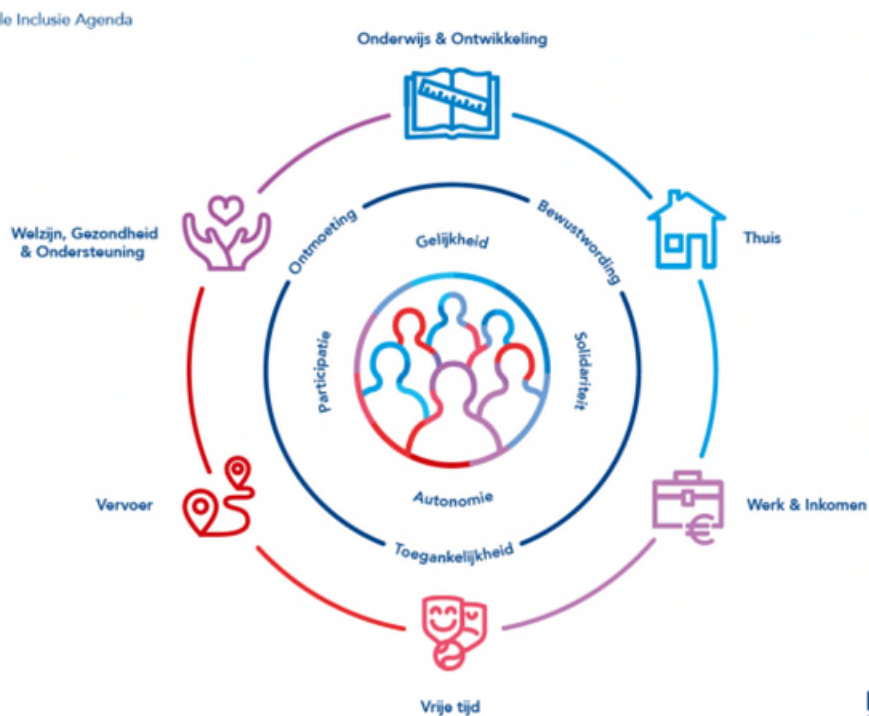 le Inclusie Agenda
Onderwijs & Ontwikkeling
Welzijn, Gezondheid
& Ondersteuning
Thuis
Ontmoeting
Bewustwording
Gelijkheid
Participatie
Solidariteit
Autonomie
Toegankelijkheid
Vervoer
Werk & Inkomen
Vrije tijd